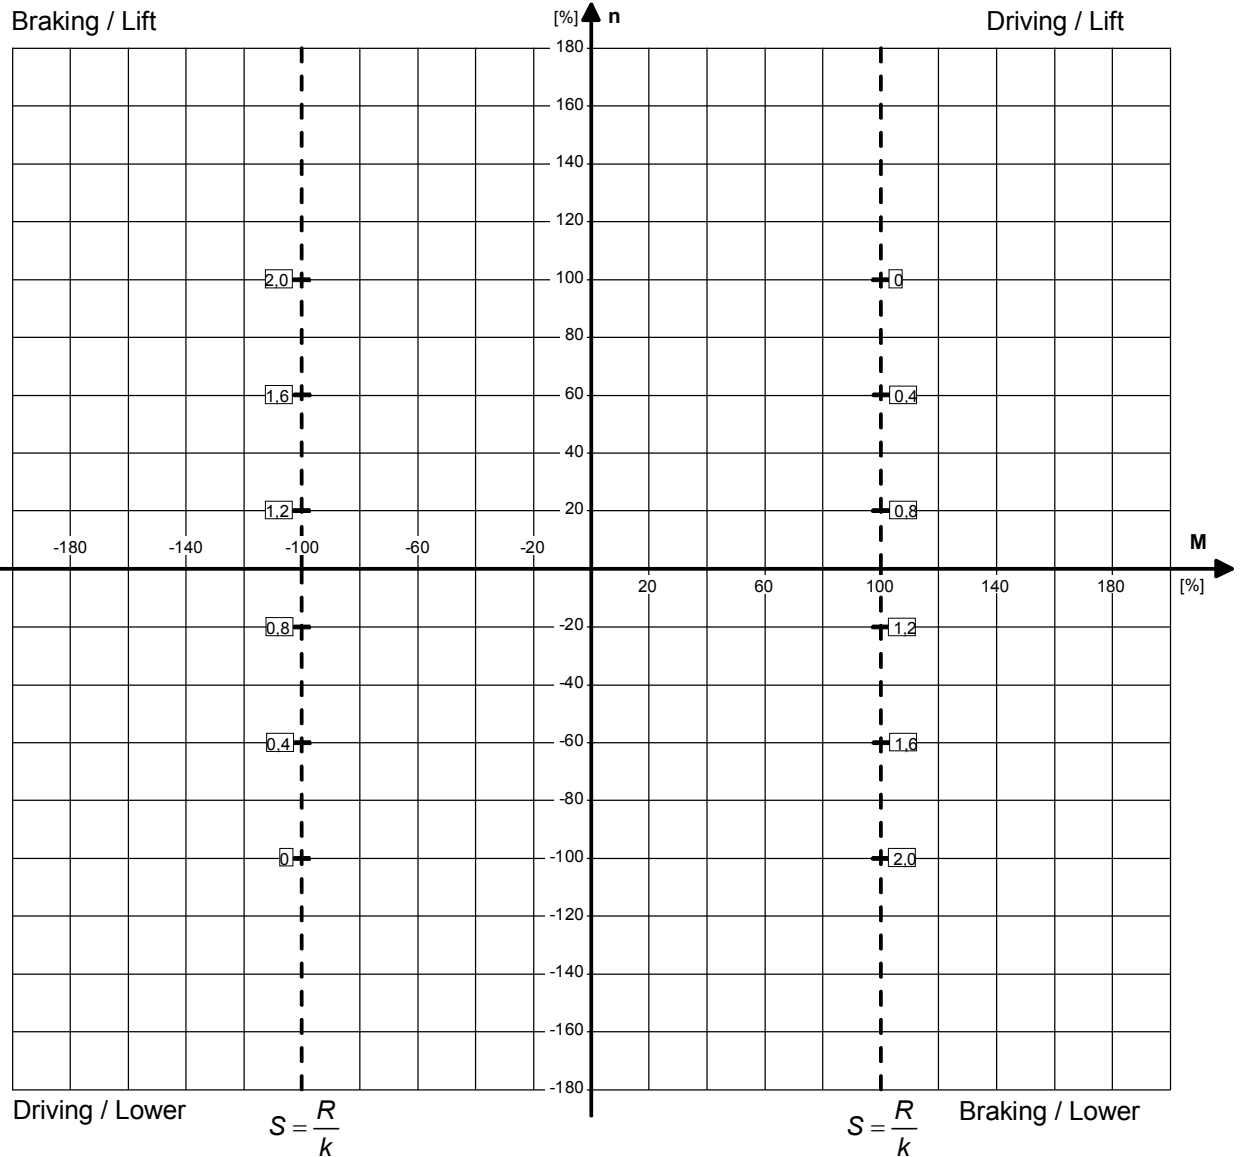 Braking / Lift
[%] n
Driving / Lift
180
160
140
120
2,0 100 0
80
1,6 60 0,4
40
1,2 20 0,8
-180 -140 -100 -60 -20
M
20 60 100 140 180 [%]
0,8 -20 1,2
-40
0,4 -60 1,6
-80
0 -100 2,0
-120
-140
-160
-180
Driving / Lower
S = R/k
S = R/k
Braking / Lower